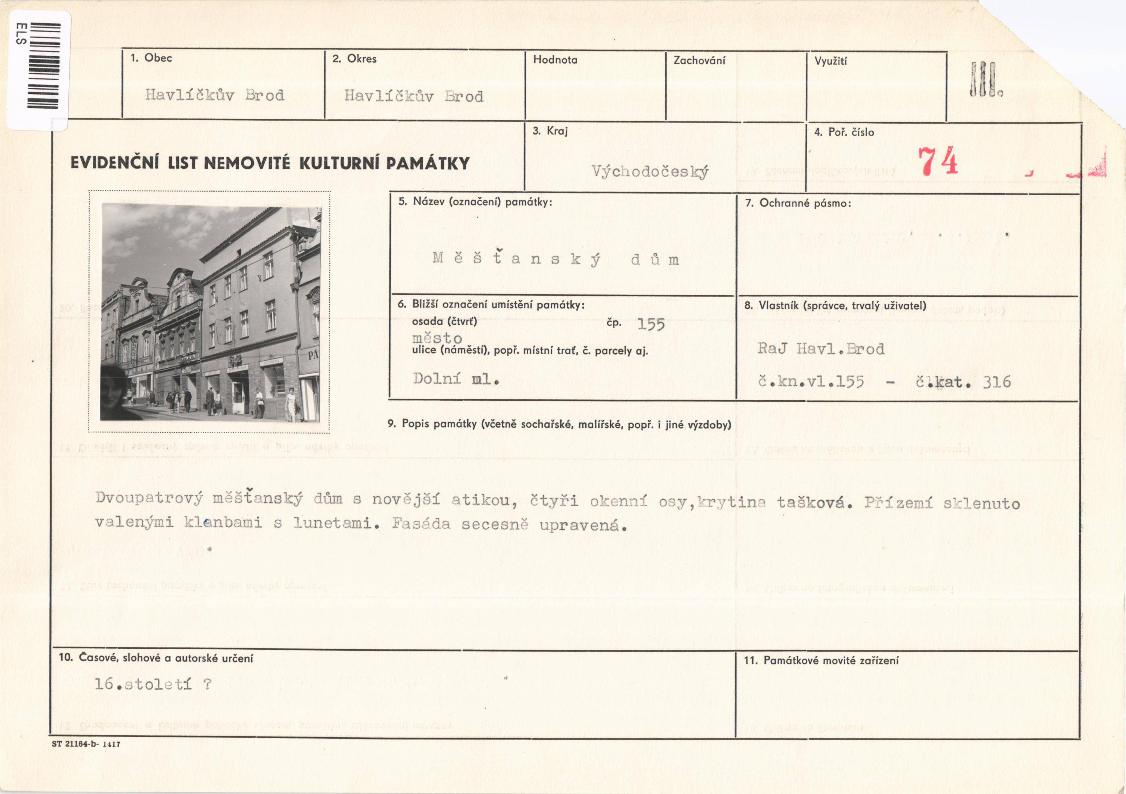 ELS
1. Obec
Havlíčkův Brod
2. Okres
Havlíčkův Brod
Hodnota
Zachování
Využití
III.
3. Kraj
Východočeský
4. Poř. číslo
74
EVIDENČNÍ LIST NEMOVITÉ KULTURNÍ PAMÁTKY
5. Název (označení) památky:
Měšťanský dům
7. Ochranné pásmo:
6. Bližší označení umístění památky:
osada (čtvrť) čp. 155
město
ulice (náměstí), popř. místní trať, č. parcely aj.
Dolní ml.
8. Vlastník (správce, trvalý uživatel)
RaJ Havl.Brod
č.kn.vl.155 - č.kat. 316
PA
9. Popis památky (včetně sochařské, malířské, popř. i jiné výzdoby)
Dvoupatrový měšťanský dům s novější atikou, čtyři okenní osy,krytina tašková. Přízemí sklenuto
valenými klenbami s lunetami. Fasáda secesně upravená.
10. Časové, slohové a autorské určení
16.století ?
11. Památkové movité zařízení
ST 21164-b- 1417